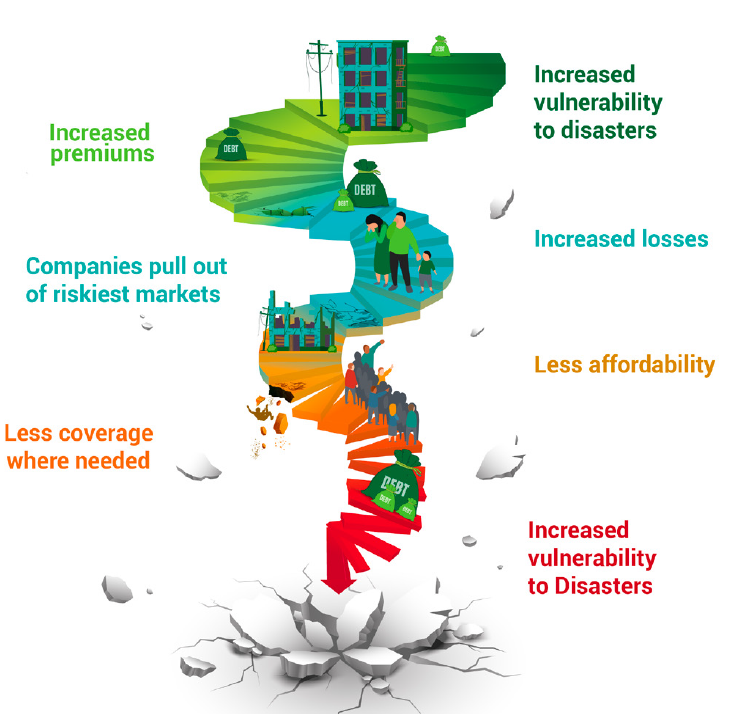 DEBT
Increased
vulnerability
to disasters
Increased
premiums
DEBT
DEBT
DEBT
Increased losses
Companies pull out
of riskiest markets
Less affordability
Less coverage
where needed
DEBT
DEBT
DEBT
Increased
vulnerability
to Disasters